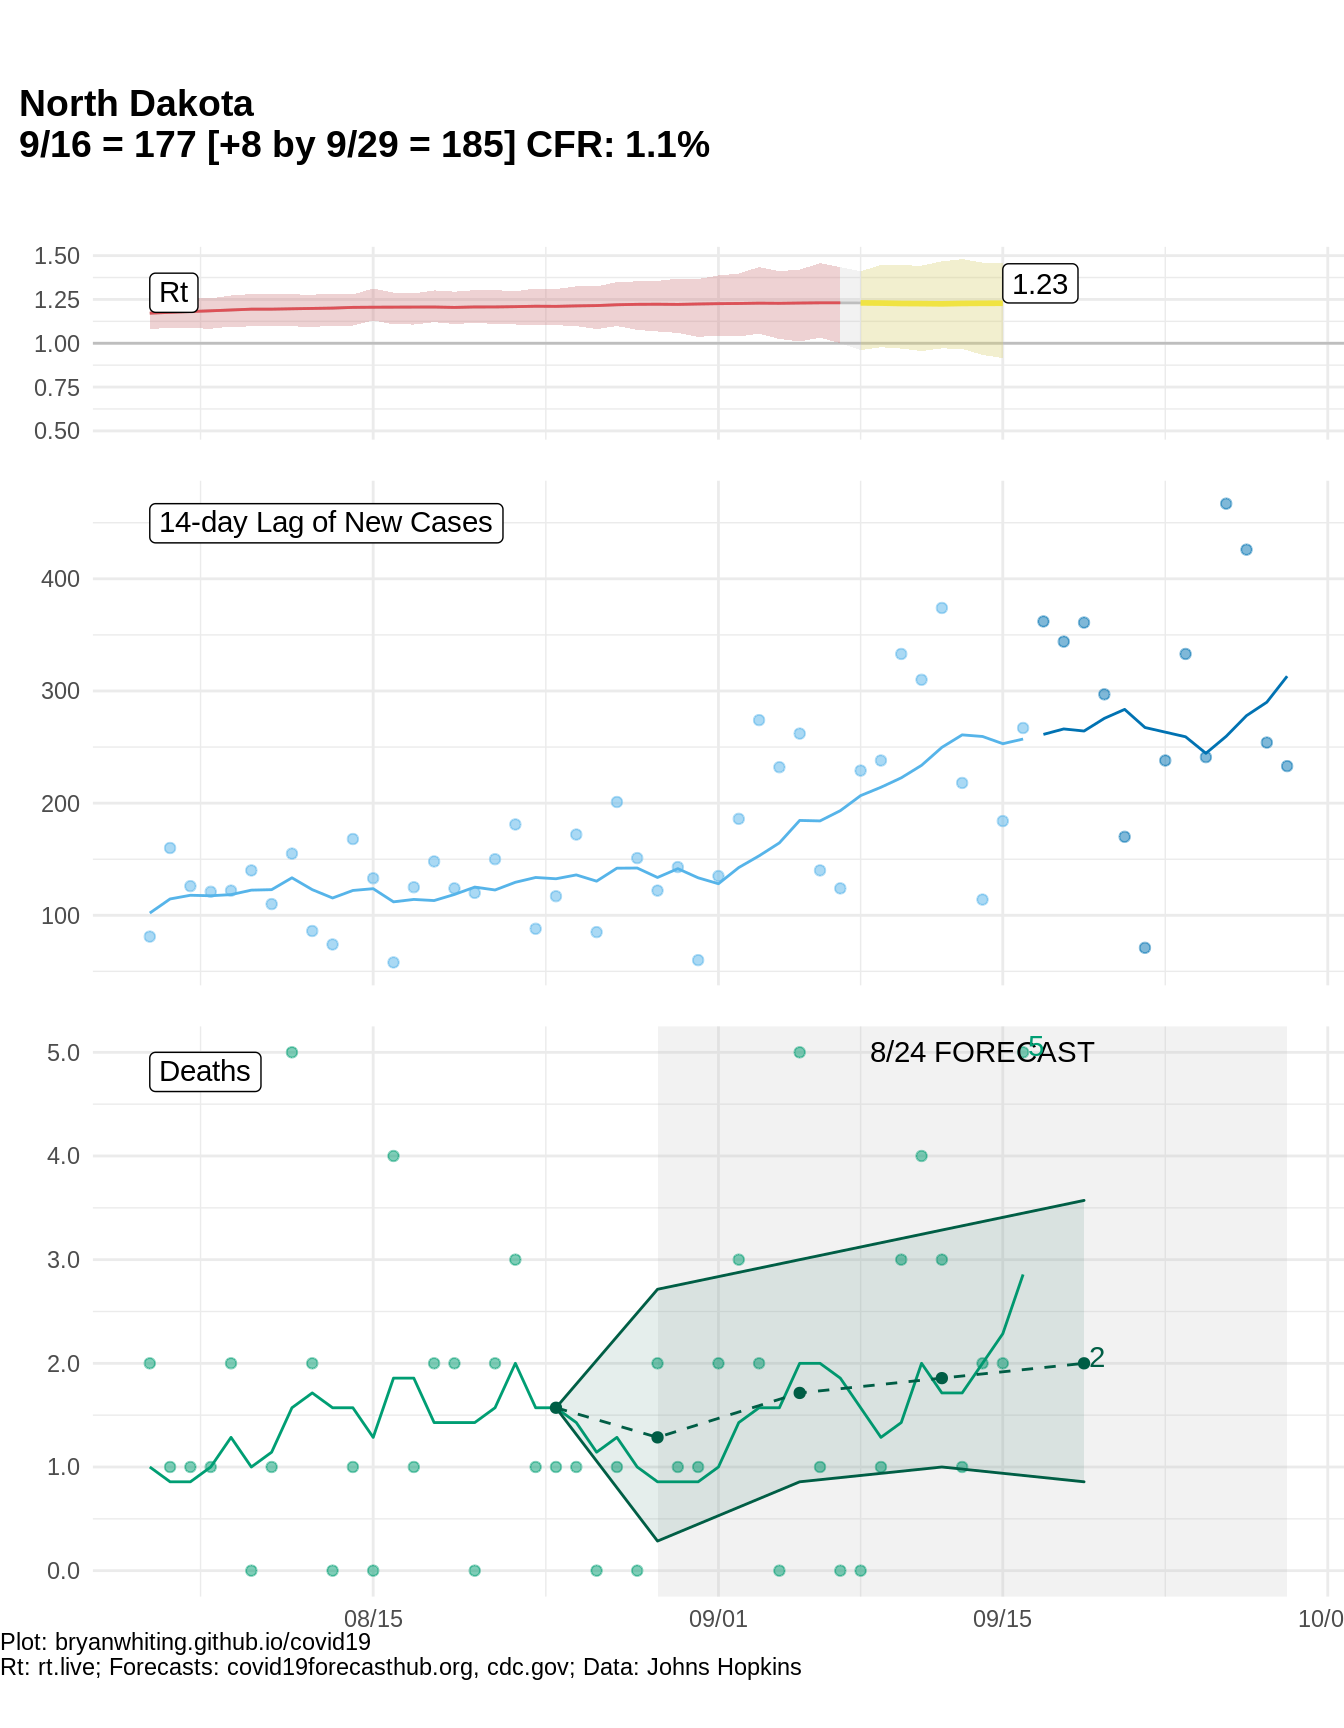 North Dakota
9/16 = 177 [+8 by 9/29 = 185] CFR: 1.1%
1.50
Rt
1.23
1.25
1.00
0.75
0.50
14-day Lag of New Cases
400
300
200
100
5.0
8/24 FORECAST
5
Deaths
4.0
3.0
2.0
2
1.0
0.0
08/15 09/01 09/15 10/0
Plot: bryanwhiting.github.io/covid19
Rt: rt.live; Forecasts: covid19forecasthub.org, cdc.gov; Data: Johns Hopkins